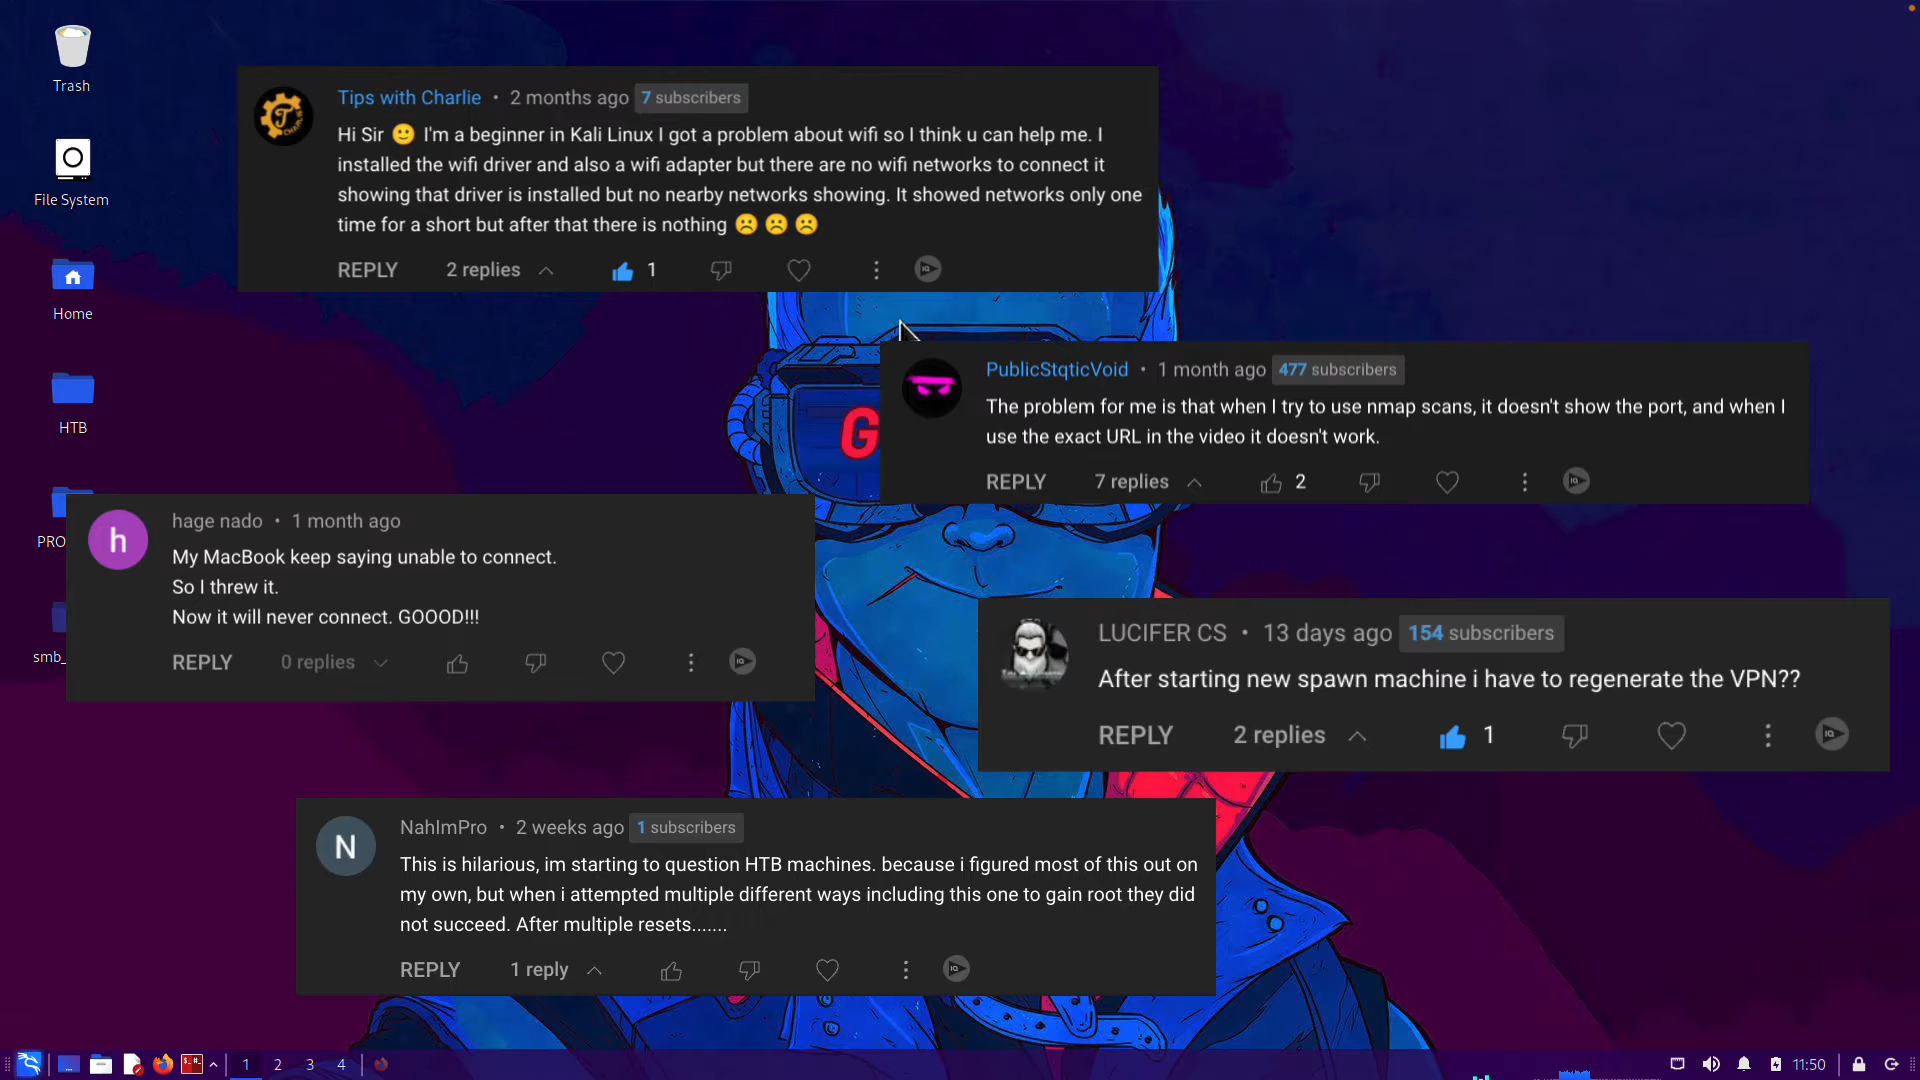 Trash
File System
Home
HTB
PRO
smb_
Tips with Charlie • 2 months ago 7 subscribers
Hi Sir 🙂 I'm a beginner in Kali Linux I got a problem about wifi so I think u can help me. I
installed the wifi driver and also a wifi adapter but there are no wifi networks to connect it
showing that driver is installed but no nearby networks showing. It showed networks only one
time for a short but after that there is nothing ☹️ ☹️ ☹️
REPLY 2 replies 1
G
PublicStqticVoid • 1 month ago 477 subscribers
The problem for me is that when I try to use nmap scans, it doesn't show the port, and when I
use the exact URL in the video it doesn't work.
REPLY 7 replies 2
h
hage nado • 1 month ago
My MacBook keep saying unable to connect.
So I threw it.
Now it will never connect. GOOOD!!!
REPLY 0 replies
LUCIFER CS • 13 days ago 154 subscribers
After starting new spawn machine i have to regenerate the VPN??
REPLY 2 replies 1
N
NahImPro • 2 weeks ago 1 subscribers
This is hilarious, im starting to question HTB machines. because i figured most of this out on
my own, but when i attempted multiple different ways including this one to gain root they did
not succeed. After multiple resets.......
REPLY 1 reply
1 2 3 4 11:50